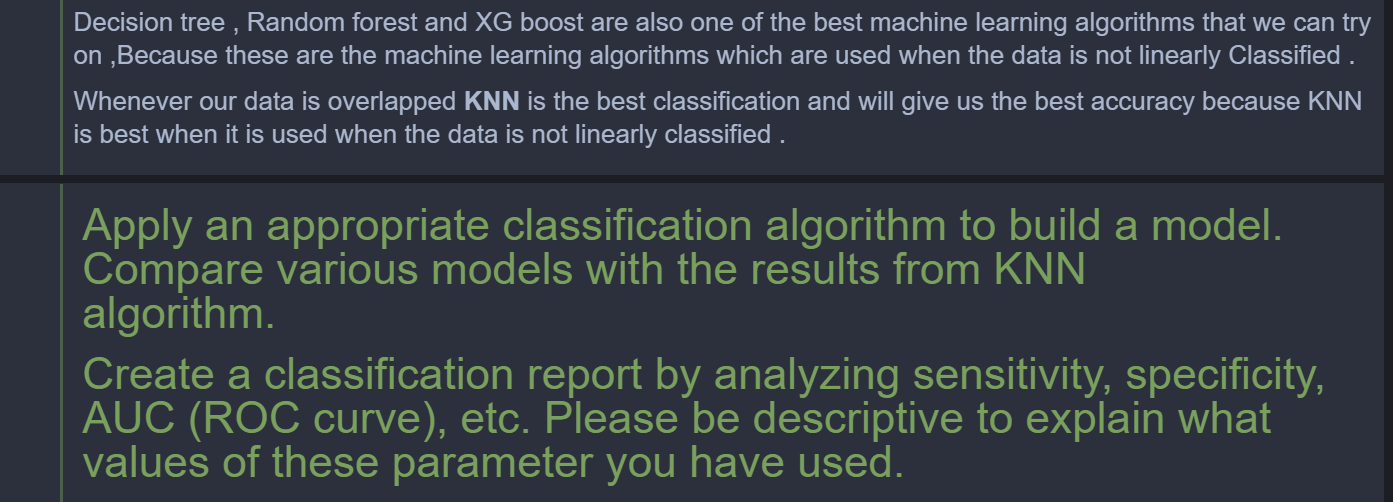 Decision tree , Random forest and XG boost are also one of the best machine learning algorithms that we can try
on ,Because these are the machine learning algorithms which are used when the data is not linearly Classified .
Whenever our data is overlapped KNN is the best classification and will give us the best accuracy because KNN
is best when it is used when the data is not linearly classified .
Apply an appropriate classification algorithm to build a model.
Compare various models with the results from KNN
algorithm.
Create a classification report by analyzing sensitivity, specificity,
AUC (ROC curve), etc. Please be descriptive to explain what
values of these parameter you have used.